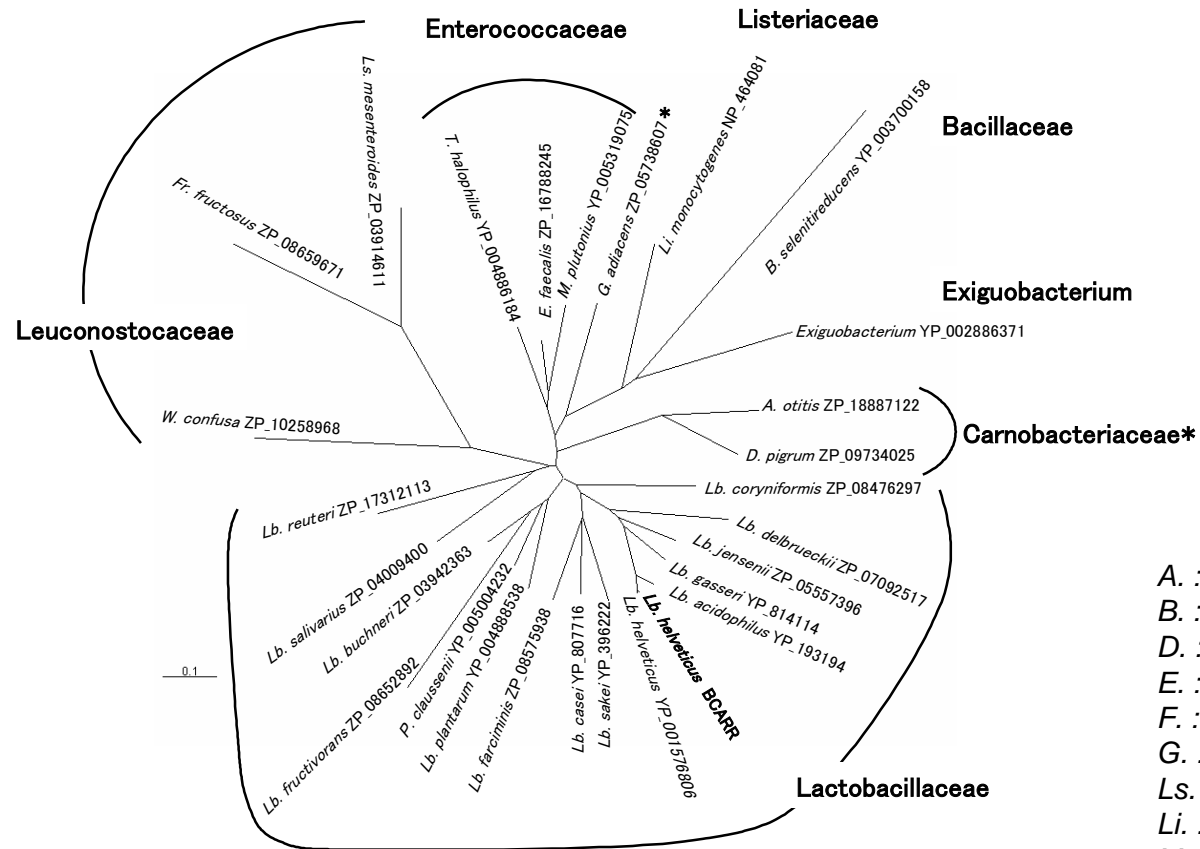 Enterococcaceae
Listeriaceae
Bacillaceae
Exiguobacterium
Carnobacteriaceae*
Leuconostocaceae
Lactobacillaceae
Ls. mesenteroides ZP_03914611
Fr. fructosus ZP_08659671
W. confusa ZP_10258968
T. halophilus YP_004886184
E. faecalis ZP_16788245
M. plutonius YP_005319075
G. adiacens ZP_05738607*
Li. monocytogenes NP_464081
B. selenitireducens YP_003700158
Exiguobacterium YP_002886371
A. otitis ZP_18887122
D. pigrum ZP_09734025
Lb. coryniformis ZP_08476297
Lb. delbrueckii ZP_07092517
Lb. jensenii ZP_05557396
Lb. gasseri YP_814114
Lb. acidophilus YP_193194
Lb. helveticus BCARR
Lb. helveticus YP_001576806
Lb. sakei YP_396222
Lb. casei YP_807716
Lb. farciminis ZP_08575938
Lb. plantarum YP_004888538
P. claussenii YP_005004232
Lb. fructivorans ZP_08652892
Lb. buchneri ZP_03942363
Lb. salivarius ZP_04009400
Lb. reuteri ZP_17312113
0.1
A. :
B. :
D. :
E. :
F. :
G. :
Ls.
Li. :